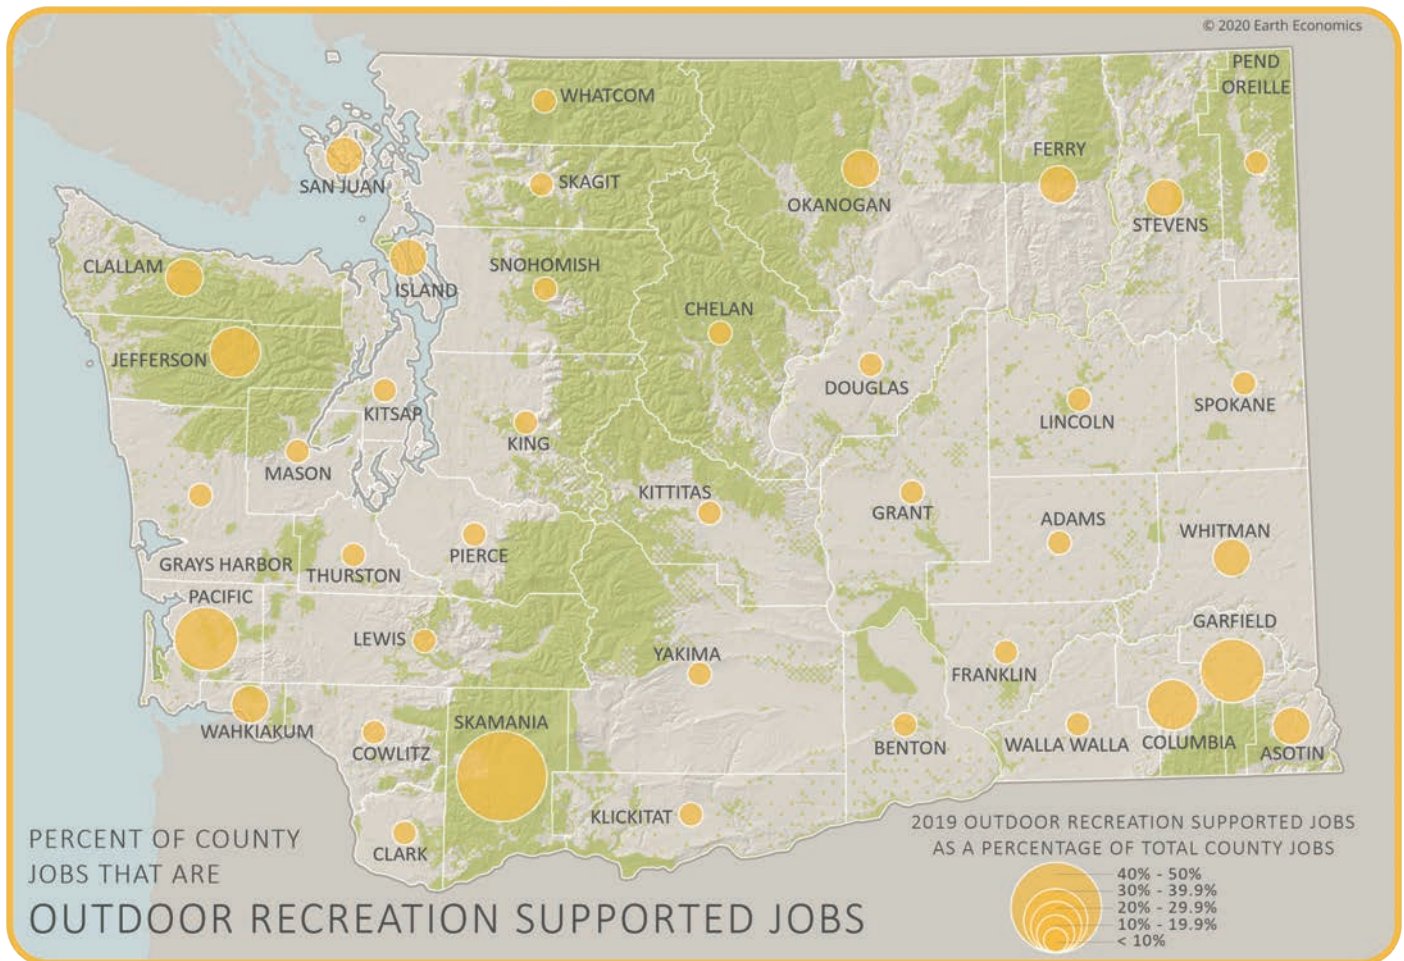 © 2020 Earth Economics
PEND
OREILLE
WHATCOM
FERRY
SAN JUAN
SKAGIT
OKANOGAN
STEVENS
CLALLAM
SNOHOMISH
ISLAND
CHELAN
JEFFERSON
DOUGLAS
KITSAP
LINCOLN
SPOKANE
KING
MASON
KITTITAS
GRANT
ADAMS
WHITMAN
PIERCE
GRAYS HARBOR
THURSTON
PACIFIC
GARFIELD
LEWIS
YAKIMA
FRANKLIN
WAHKIAKUM
SKAMANIA
COWLITZ
BENTON
WALLA WALLA
COLUMBIA
ASOTIN
KLICKITAT
CLARK
PERCENT OF COUNTY
JOBS THAT ARE
OUTDOOR RECREATION SUPPORTED JOBS
2019 OUTDOOR RECREATION SUPPORTED JOBS
AS A PERCENTAGE OF TOTAL COUNTY JOBS
40% - 50%
30% - 39.9%
20% - 29.9%
10% - 19.9%
< 10%